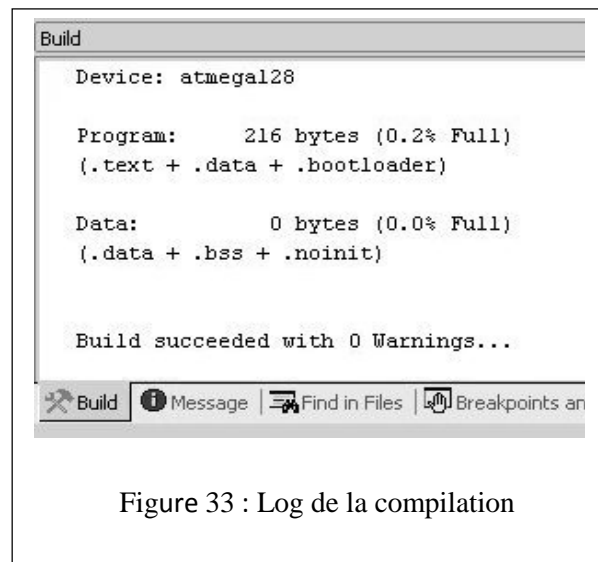 Build
Device: atmega128
Program: 216 bytes (0.2% Full)
(.text + .data + .bootloader)
Data: 0 bytes (0.0% Full)
(.data + .bss + .noinit)
Build succeeded with 0 Warnings...
Build Message Find in Files Breakpoints an
Figure 33 : Log de la compilation